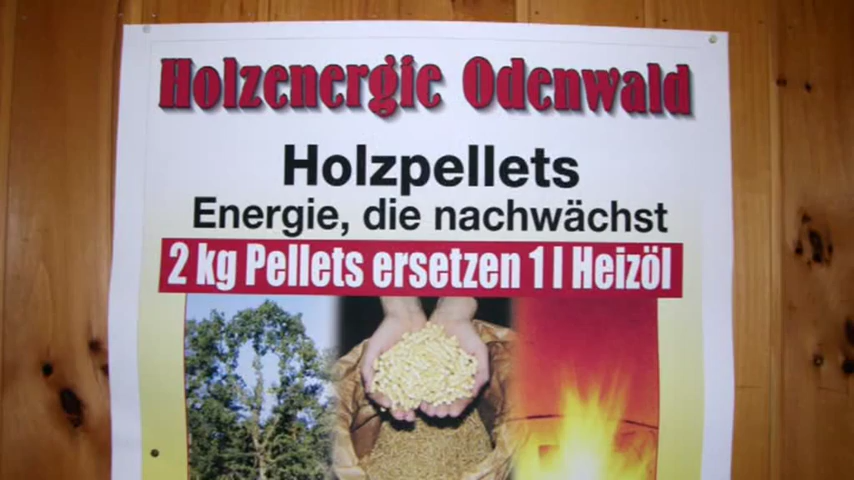 Holzenergie Odenwald
Holzpellets
Energie, die nachwächst
2 kg Pellets ersetzen 1 l Heizöl